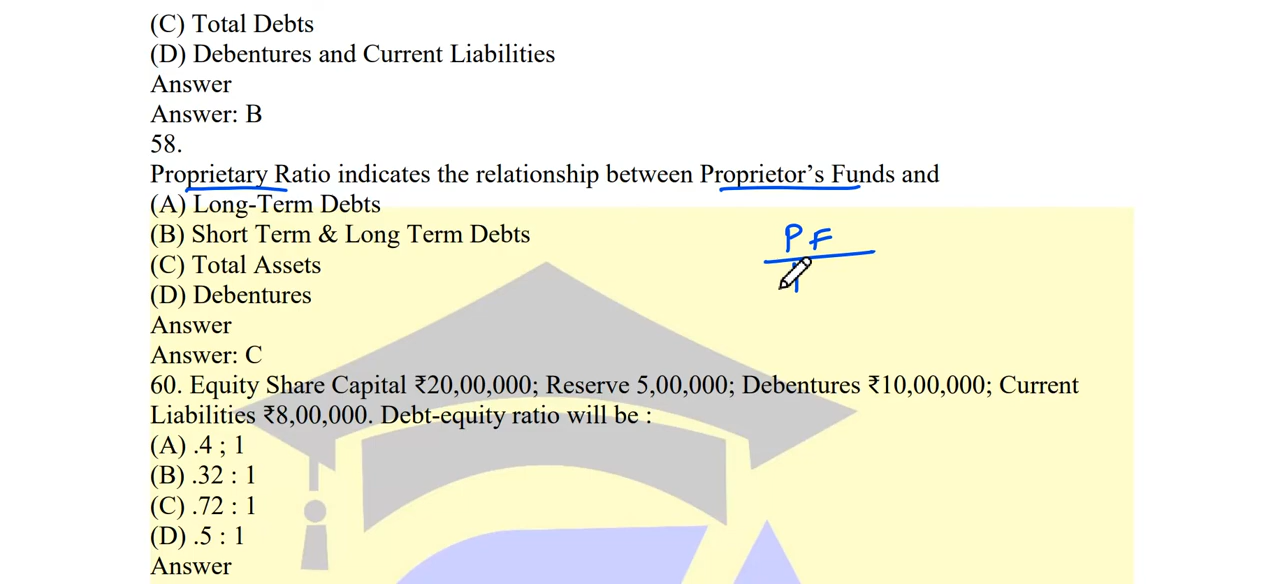 (C) Total Debts
(D) Debentures and Current Liabilities
Answer
Answer: B
58.
Proprietary Ratio indicates the relationship between Proprietor’s Funds and
(A) Long-Term Debts
(B) Short Term & Long Term Debts
P F
(C) Total Assets
(D) Debentures
Answer
Answer: C
60. Equity Share Capital ₹20,00,000; Reserve 5,00,000; Debentures ₹10,00,000; Current
Liabilities ₹8,00,000. Debt-equity ratio will be :
(A) .4 ; 1
(B) .32 : 1
(C) .72 : 1
(D) .5 : 1
Answer